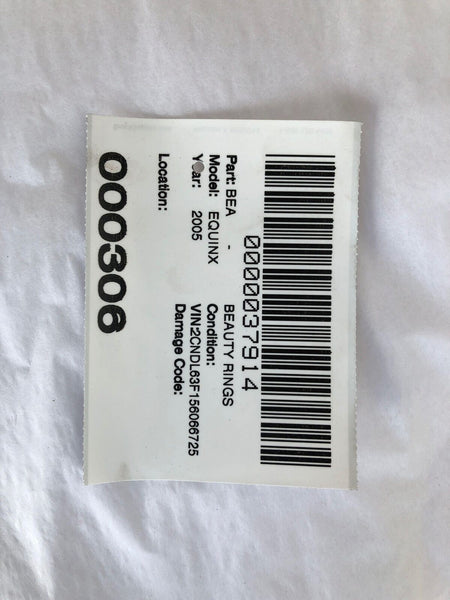 0000037914
Part: BEA - BEAUTY RINGS
Model: EQUINX Condition:
Year: 2005 VIN2CNDL63F156066725
Damage Code:
Location:
000306